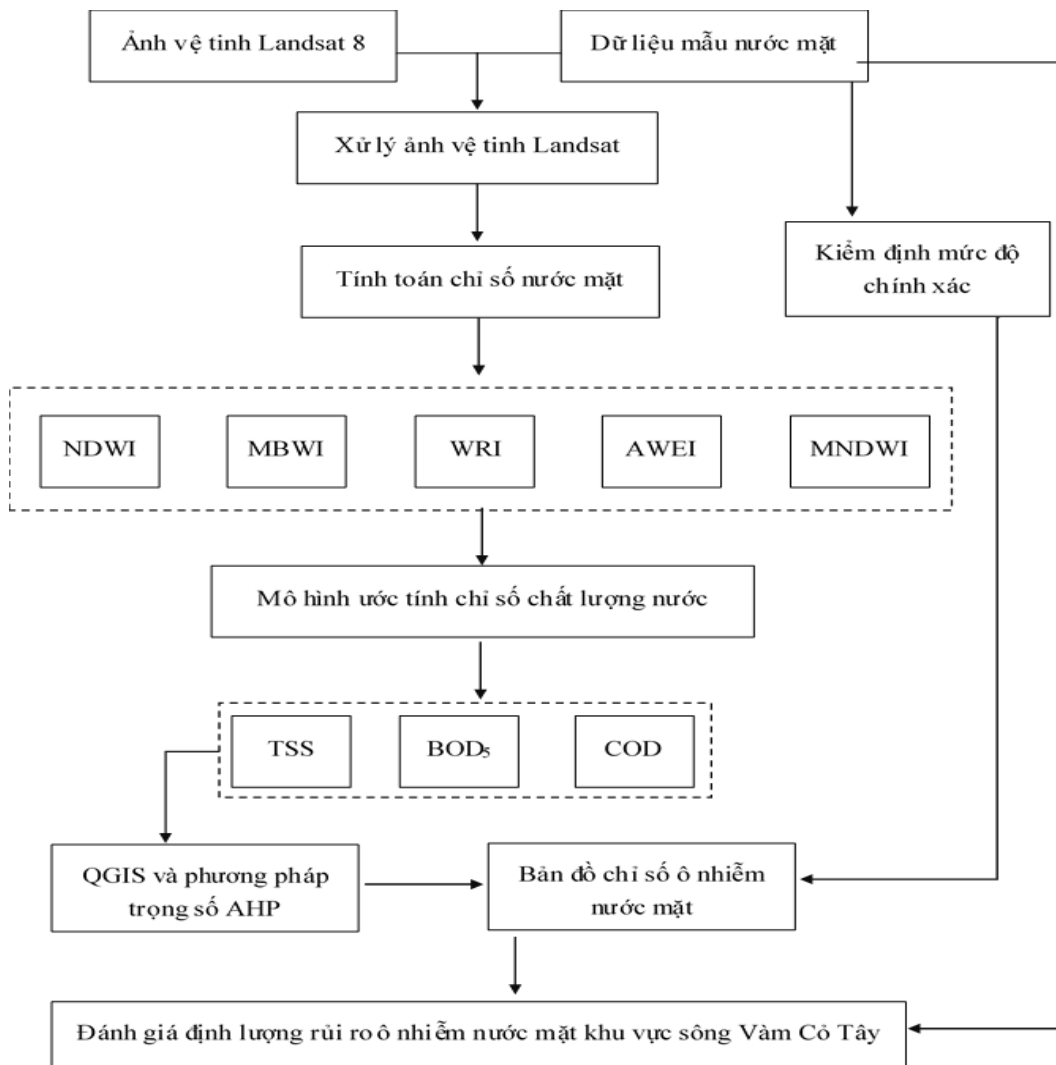 Ảnh vệ tinh Landsat 8
Dữ liệu mẫu nước mặt
Xử lý ảnh vệ tinh Landsat
Kiểm định mức độ
chính xác
Tính toán chỉ số nước mặt
NDWI
MBWI
WRI
AWEI
MNDWI
Mô hình ước tính chỉ số chất lượng nước
TSS
BOD₅
COD
QGIS và phương pháp
trọng số AHP
Bản đồ chỉ số ô nhiễm
nước mặt
Đánh giá định lượng rủi ro ô nhiễm nước mặt khu vực sông Vàm Cỏ Tây